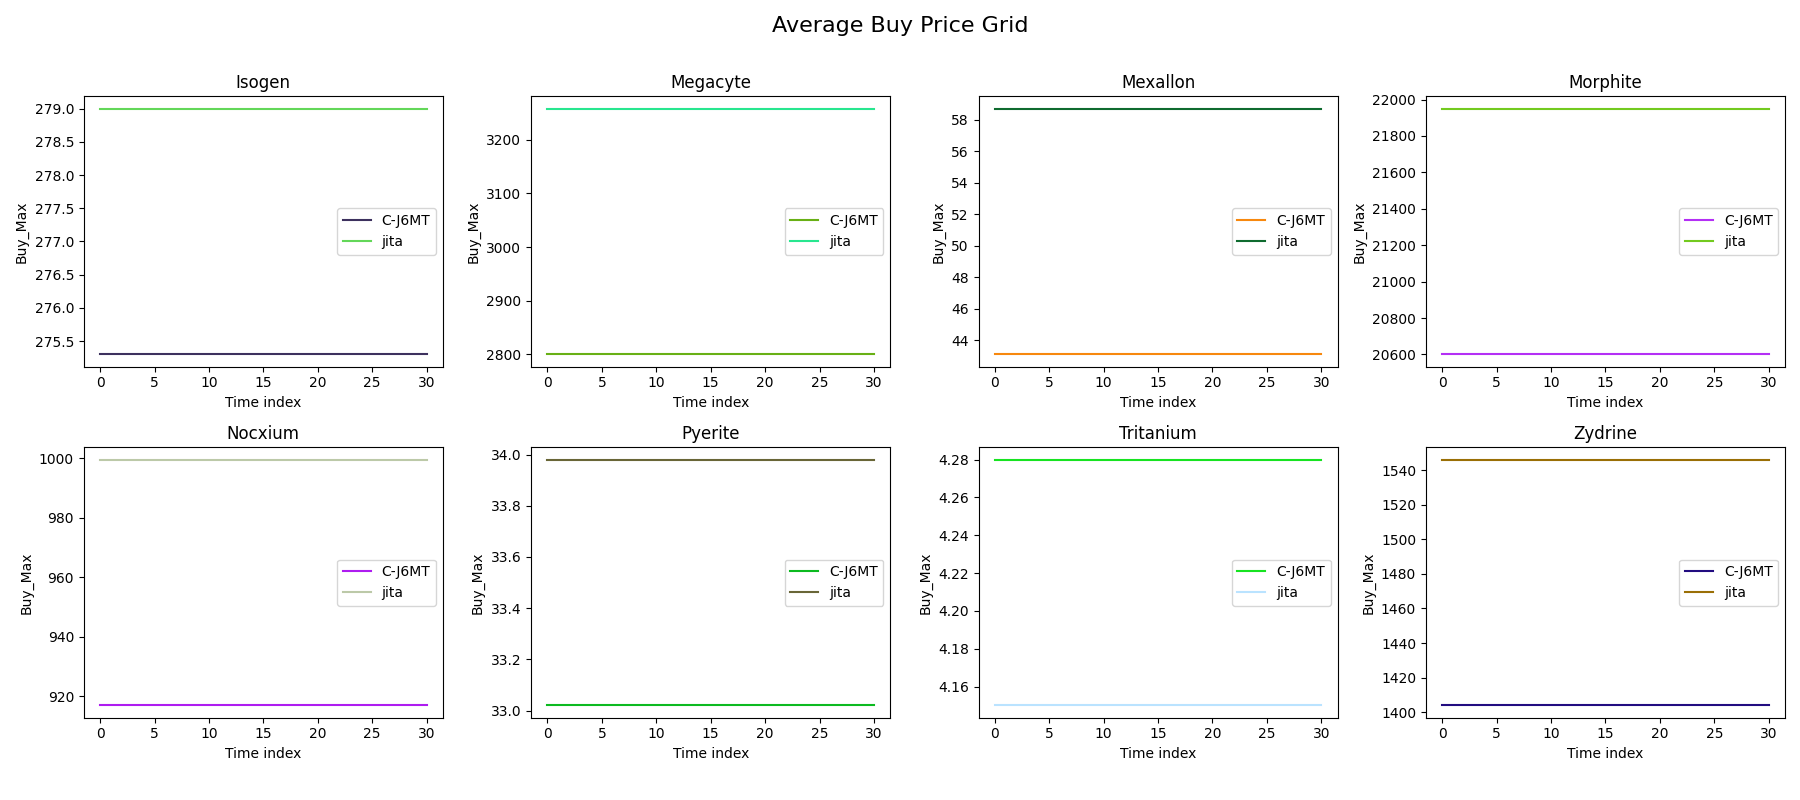 Average Buy Price Grid
Isogen
279.0
278.5
278.0
277.5
277.0
276.5
276.0
275.5
Buy_Max
C-J6MT
jita
0 5 10 15 20 25 30
Time index
Megacyte
3200
3100
3000
2900
2800
Buy_Max
C-J6MT
jita
0 5 10 15 20 25 30
Time index
Mexallon
58
56
54
52
50
48
46
44
Buy_Max
C-J6MT
jita
0 5 10 15 20 25 30
Time index
Morphite
22000
21800
21600
21400
21200
21000
20800
20600
Buy_Max
C-J6MT
jita
0 5 10 15 20 25 30
Time index
Nocxium
1000
980
960
940
920
Buy_Max
C-J6MT
jita
0 5 10 15 20 25 30
Time index
Pyerite
34.0
33.8
33.6
33.4
33.2
33.0
Buy_Max
C-J6MT
jita
0 5 10 15 20 25 30
Time index
Tritanium
4.28
4.26
4.24
4.22
4.20
4.18
4.16
Buy_Max
C-J6MT
jita
0 5 10 15 20 25 30
Time index
Zydrine
1540
1520
1500
1480
1460
1440
1420
1400
Buy_Max
C-J6MT
jita
0 5 10 15 20 25 30
Time index